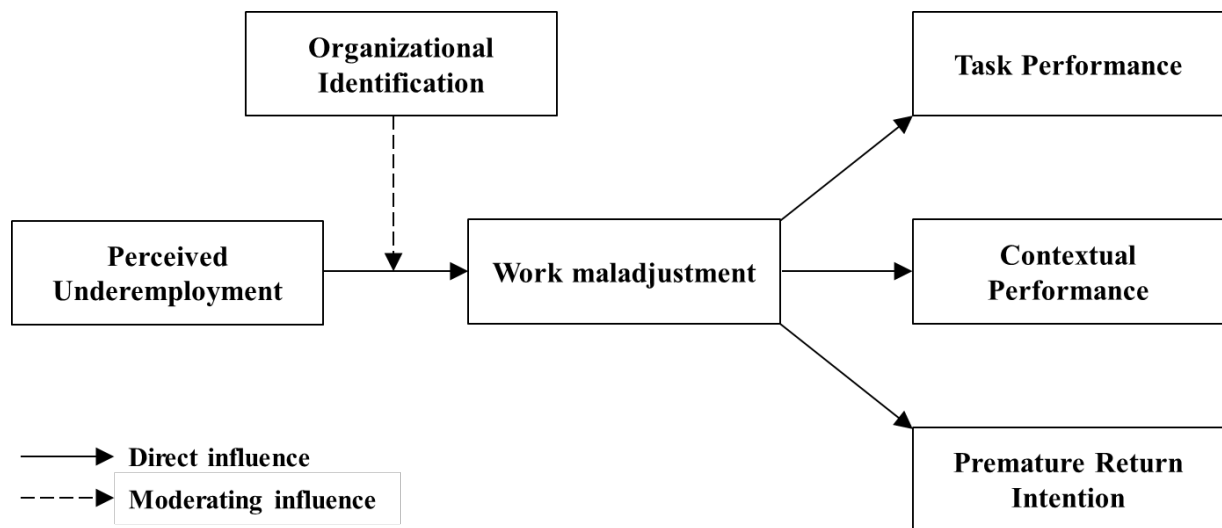 Organizational
Identification
Task Performance
Perceived
Underemployment
Work maladjustment
Contextual
Performance
Premature Return
Intention
Direct influence
Moderating influence